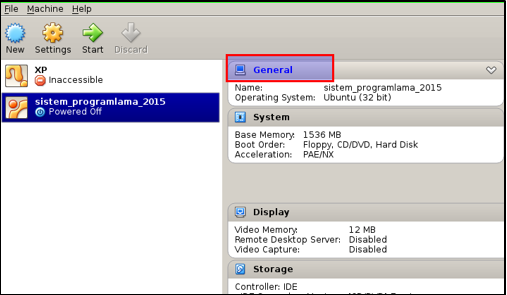 File Machine Help
New Settings Start Discard
XP
Inaccessible
sistem_programlama_2015
Powered Off
General
Name: sistem_programlama_2015
Operating System: Ubuntu (32 bit)
System
Base Memory: 1536 MB
Boot Order: Floppy, CD/DVD, Hard Disk
Acceleration: PAE/NX
Display
Video Memory: 12 MB
Remote Desktop Server: Disabled
Video Capture: Disabled
Storage
Controller: IDE